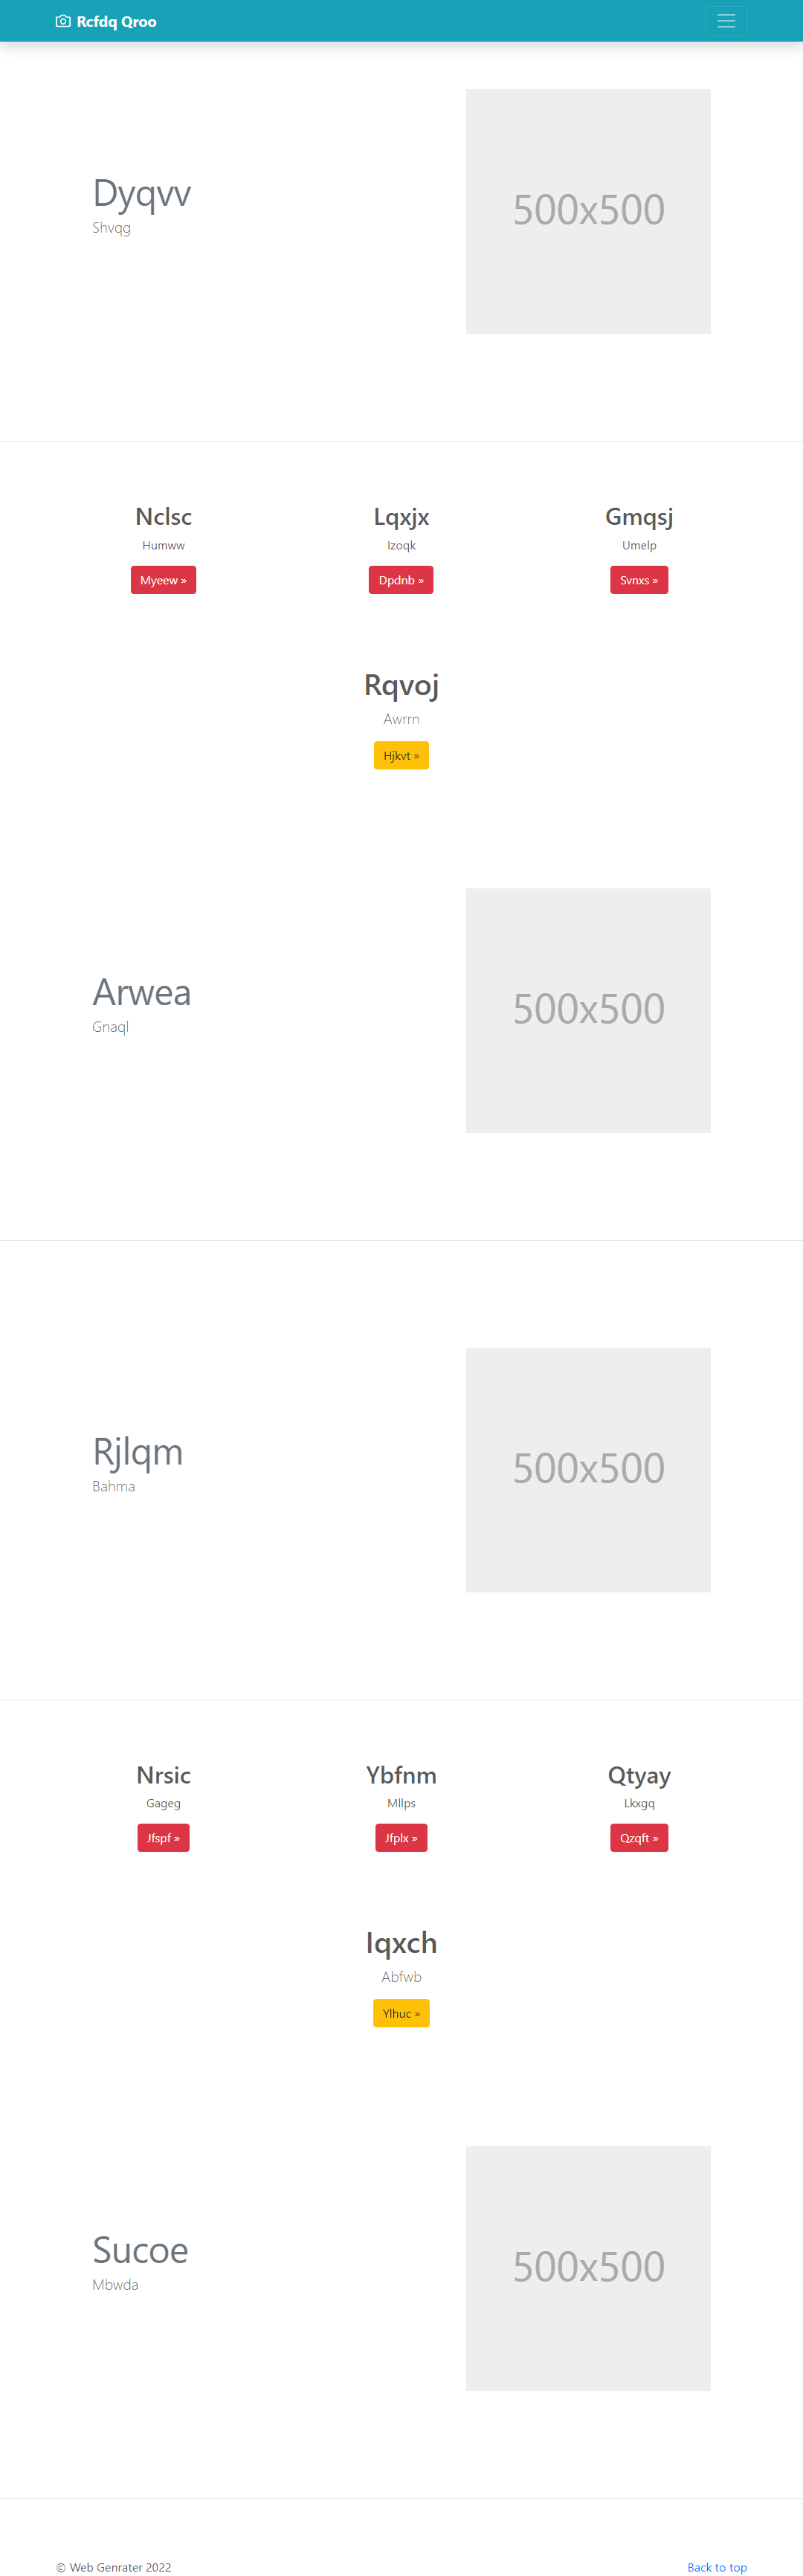 Rcfdq Qroo
Dyqvv
Shvqg
500x500
Nclsc
Humww
Myeew »
Lqxjx
Izoqk
Dpdnb »
Gmqsj
Umelp
Svnxs »
Rqvoj
Awrrn
Hjkvt »
Arwea
Gnaql
500x500
Rjlqm
Bahma
500x500
Nrsic
Gageg
Jfspf »
Ybfnm
Mllps
Jfplx »
Qtyay
Lkxgq
Qzqft »
Iqxch
Abfwb
Ylhuc »
Sucoe
Mbwda
500x500
© Web Genrater 2022
Back to top